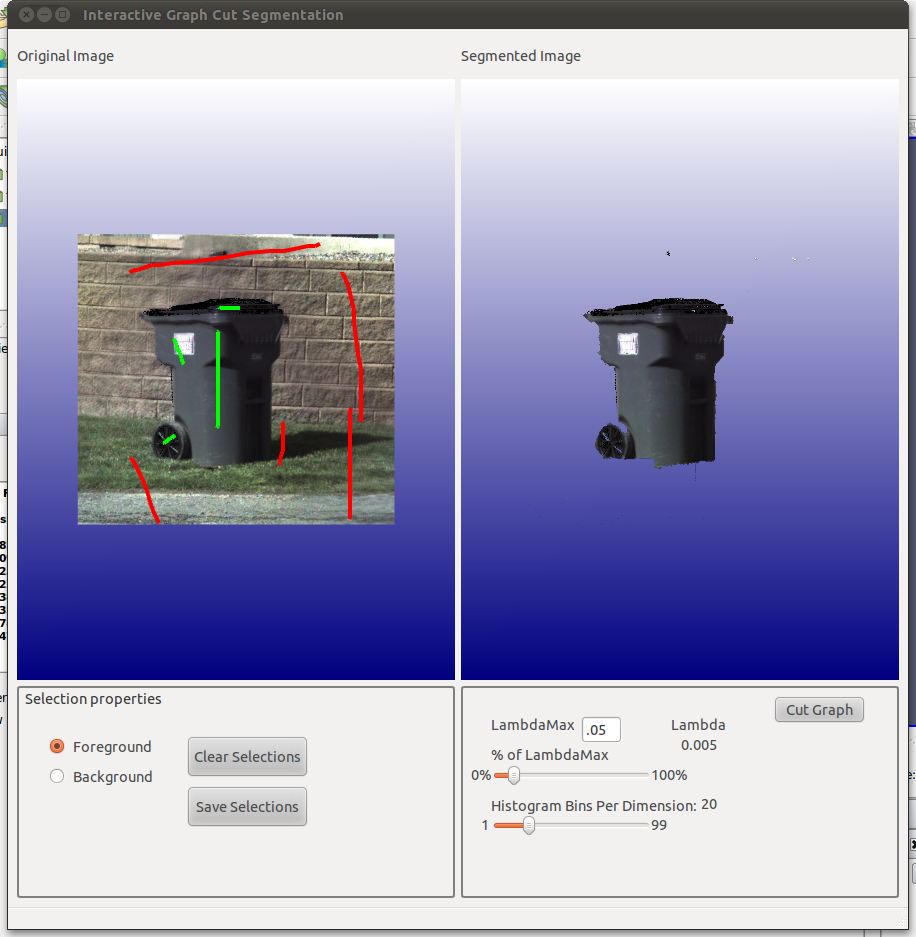 Interactive Graph Cut Segmentation
Original Image
Segmented Image
Selection properties
Foreground
Background
Clear Selections
Save Selections
LambdaMax .05
Lambda
0.005
Cut Graph
% of LambdaMax
0% 100%
Histogram Bins Per Dimension: 20
1 99